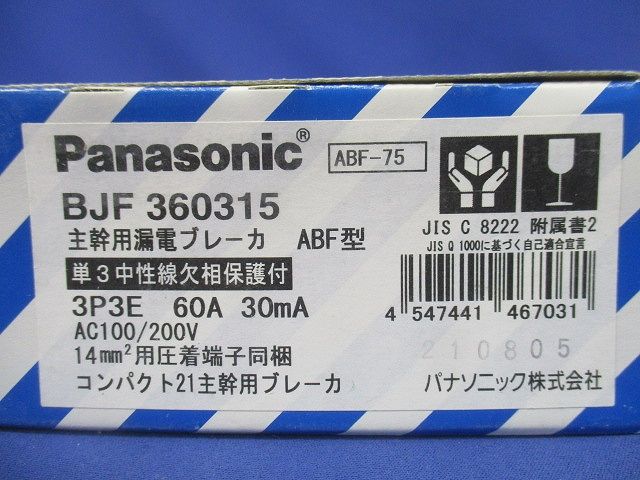 Panasonic®
ABF-75
BJF 360315
主幹用漏電ブレーカ ABF型
単3中性線欠相保護付
3P3E 60A 30mA
AC100/200V
14mm²用圧着端子同梱
コンパクト21主幹用ブレーカ
JIS C 8222 附属書2
JIS Q 1000に基づく自己適合宣言
4 547441 467031
210805
パナソニック株式会社